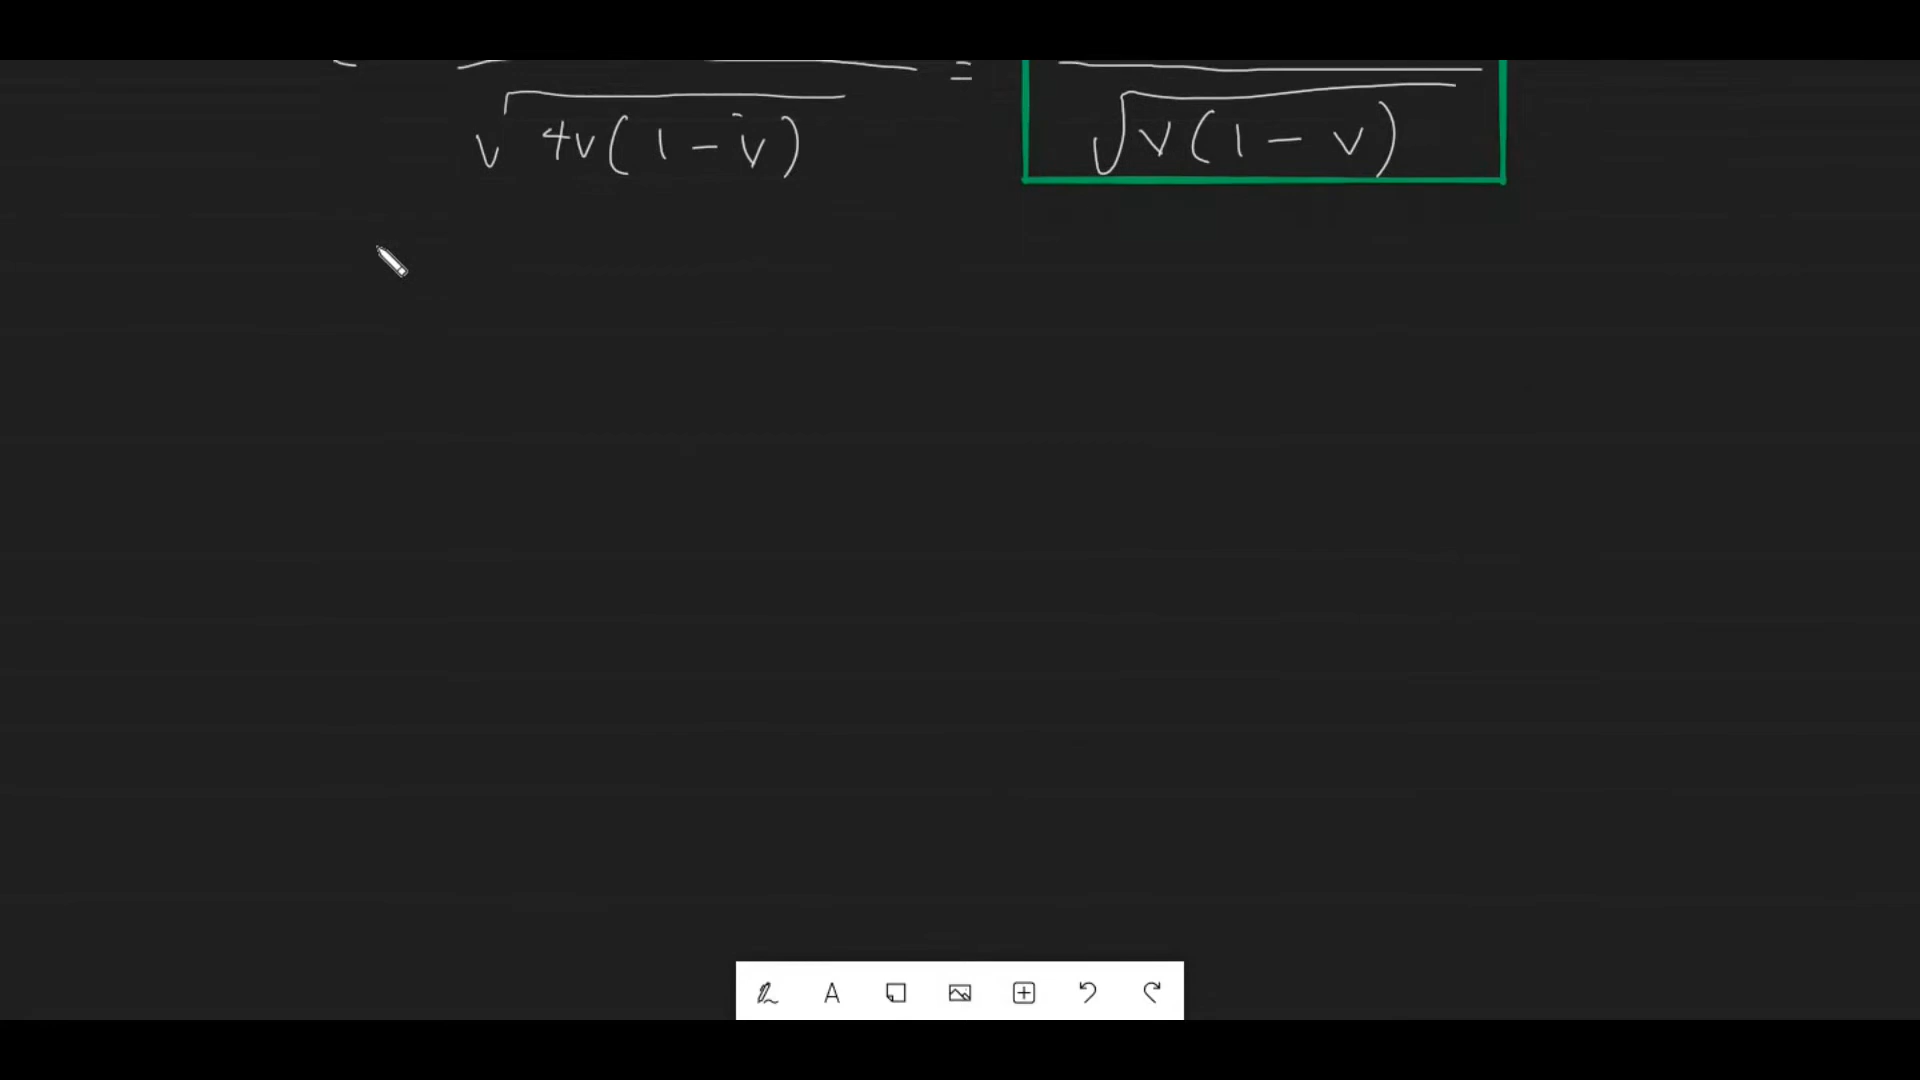 √4v(1-v) = √v(1-v)
A